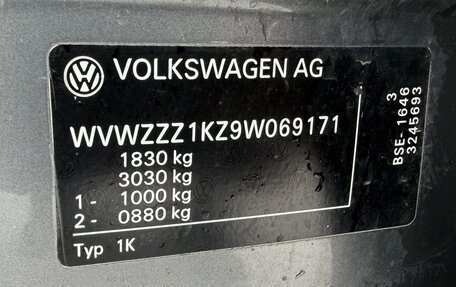 VOLKSWAGEN AG
WVWZZZ1KZ9W069171
1830 kg
3030 kg
1 - 1000 kg
2 - 0880 kg
Typ 1K
3
BSE- 1646
3245693